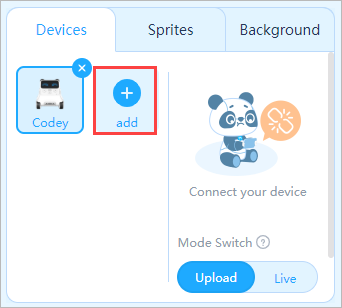 Devices Sprites Background
Codey add
Connect your device
Mode Switch ?
Upload Live